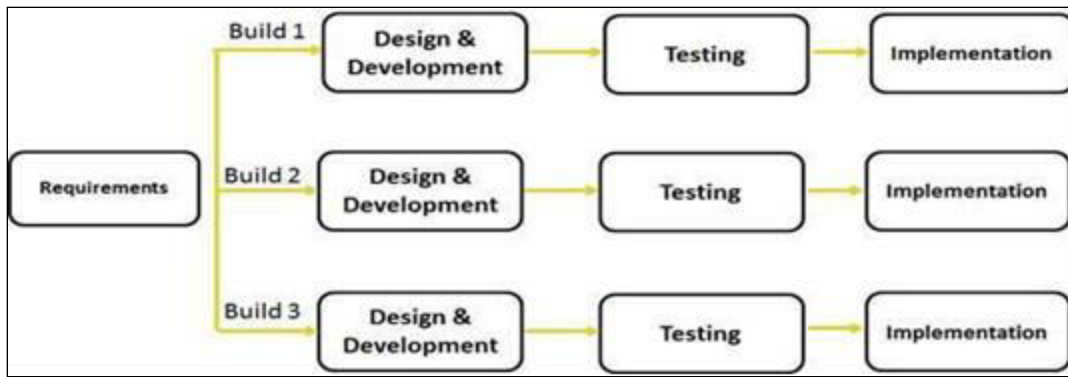 Build 1
Design &
Development
Testing
Implementation
Requirements
Build 2
Design &
Development
Testing
Implementation
Build 3
Design &
Development
Testing
Implementation